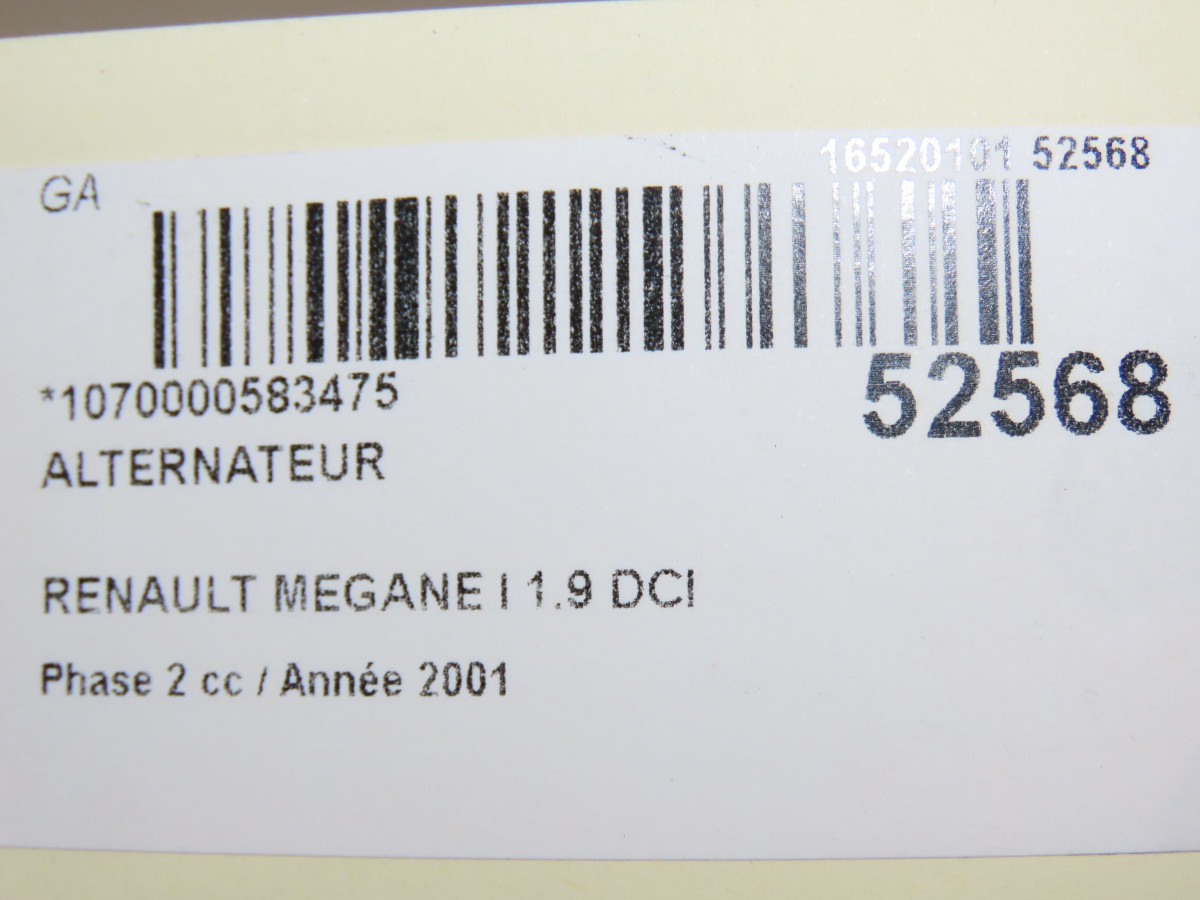 16520101 52568
GA
52568
*1070000583475
ALTERNATEUR
RENAULT MEGANE I 1.9 DCI
Phase 2 cc / Année 2001